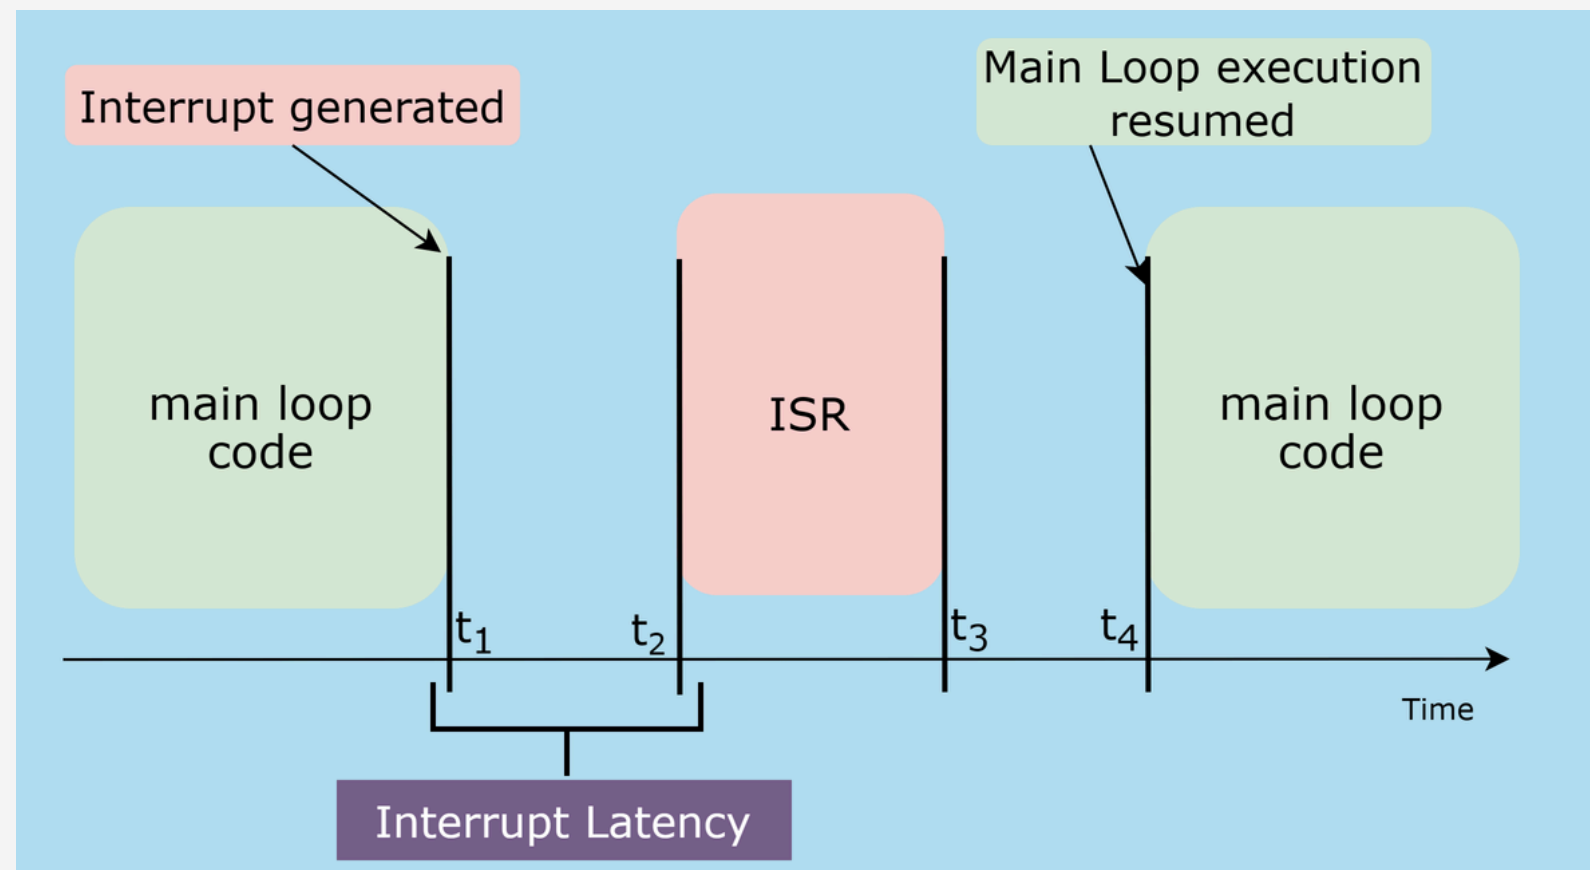 Interrupt generated
Main Loop execution
resumed
main loop
code
ISR
main loop
code
t₁
t₂
t₃
t₄
Time
Interrupt Latency